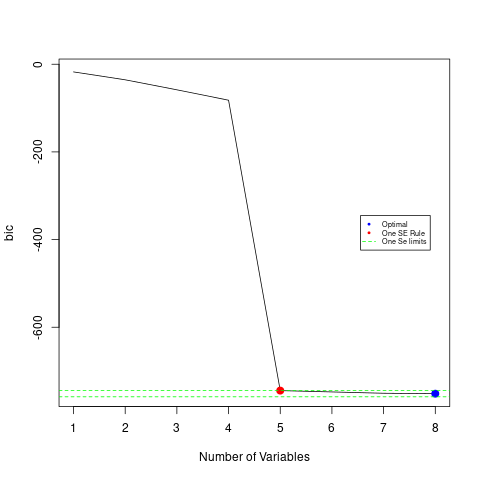 0
-200
-400
-600
bic
Optimal
One SE Rule
One Se limits
1 2 3 4 5 6 7 8
Number of Variables